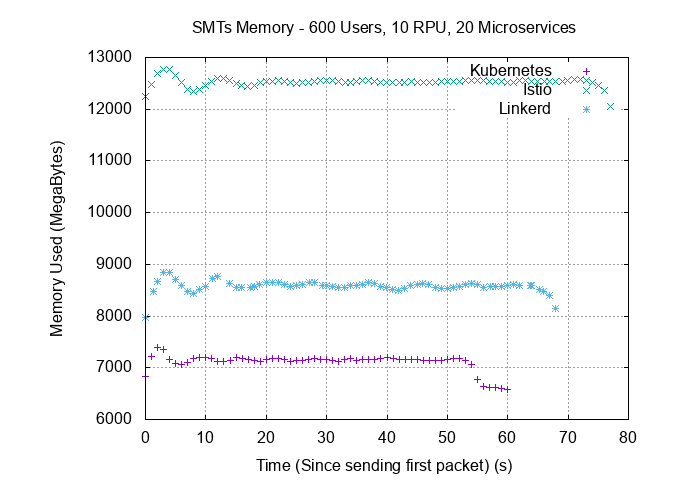 SMTs Memory - 600 Users, 10 RPU, 20 Microservices
13000
12000
11000
10000
9000
8000
7000
6000
Memory Used (MegaBytes)
Kubernetes
Istio
Linkerd
0 10 20 30 40 50 60 70 80
Time (Since sending first packet) (s)